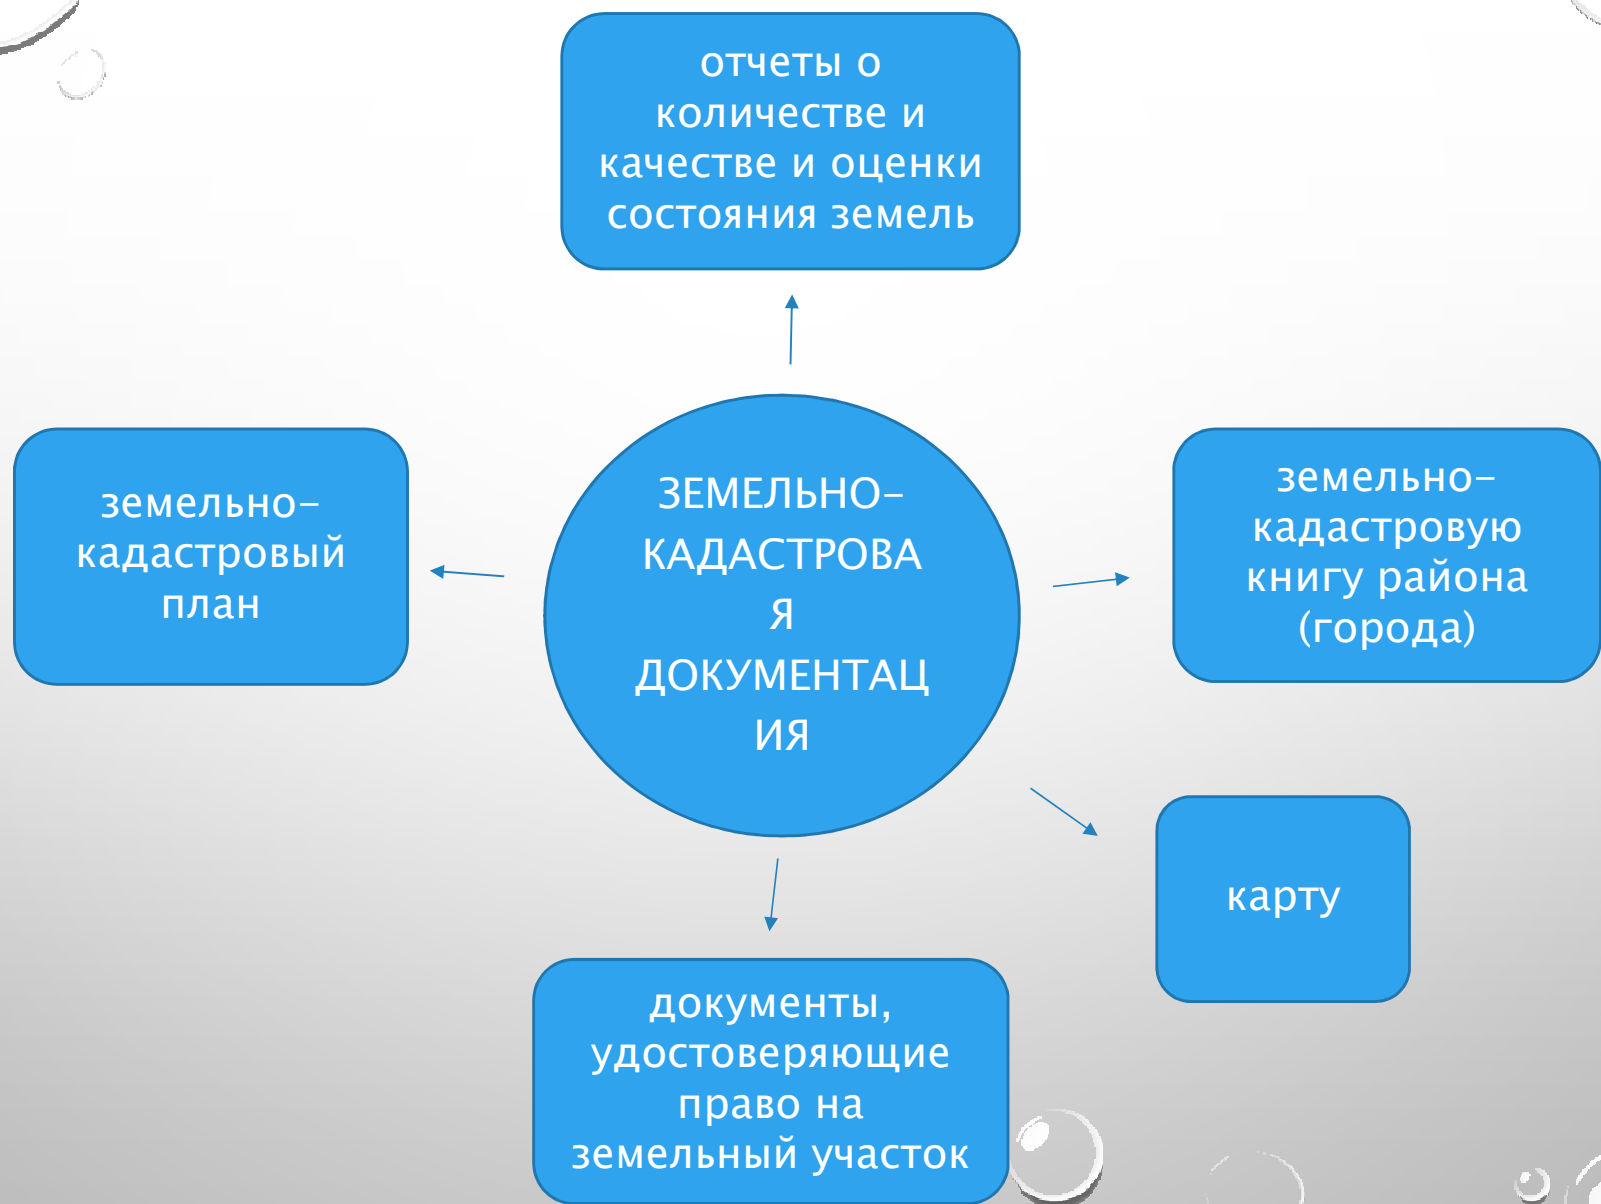 отчеты о
количестве и
качестве и оценки
состояния земель
земельно-
кадастровый
план
ЗЕМЕЛЬНО-
КАДАСТРОВА
Я
ДОКУМЕНТАЦ
ИЯ
земельно-
кадастровую
книгу района
(города)
карту
документы,
удостоверяющие
право на
земельный участок